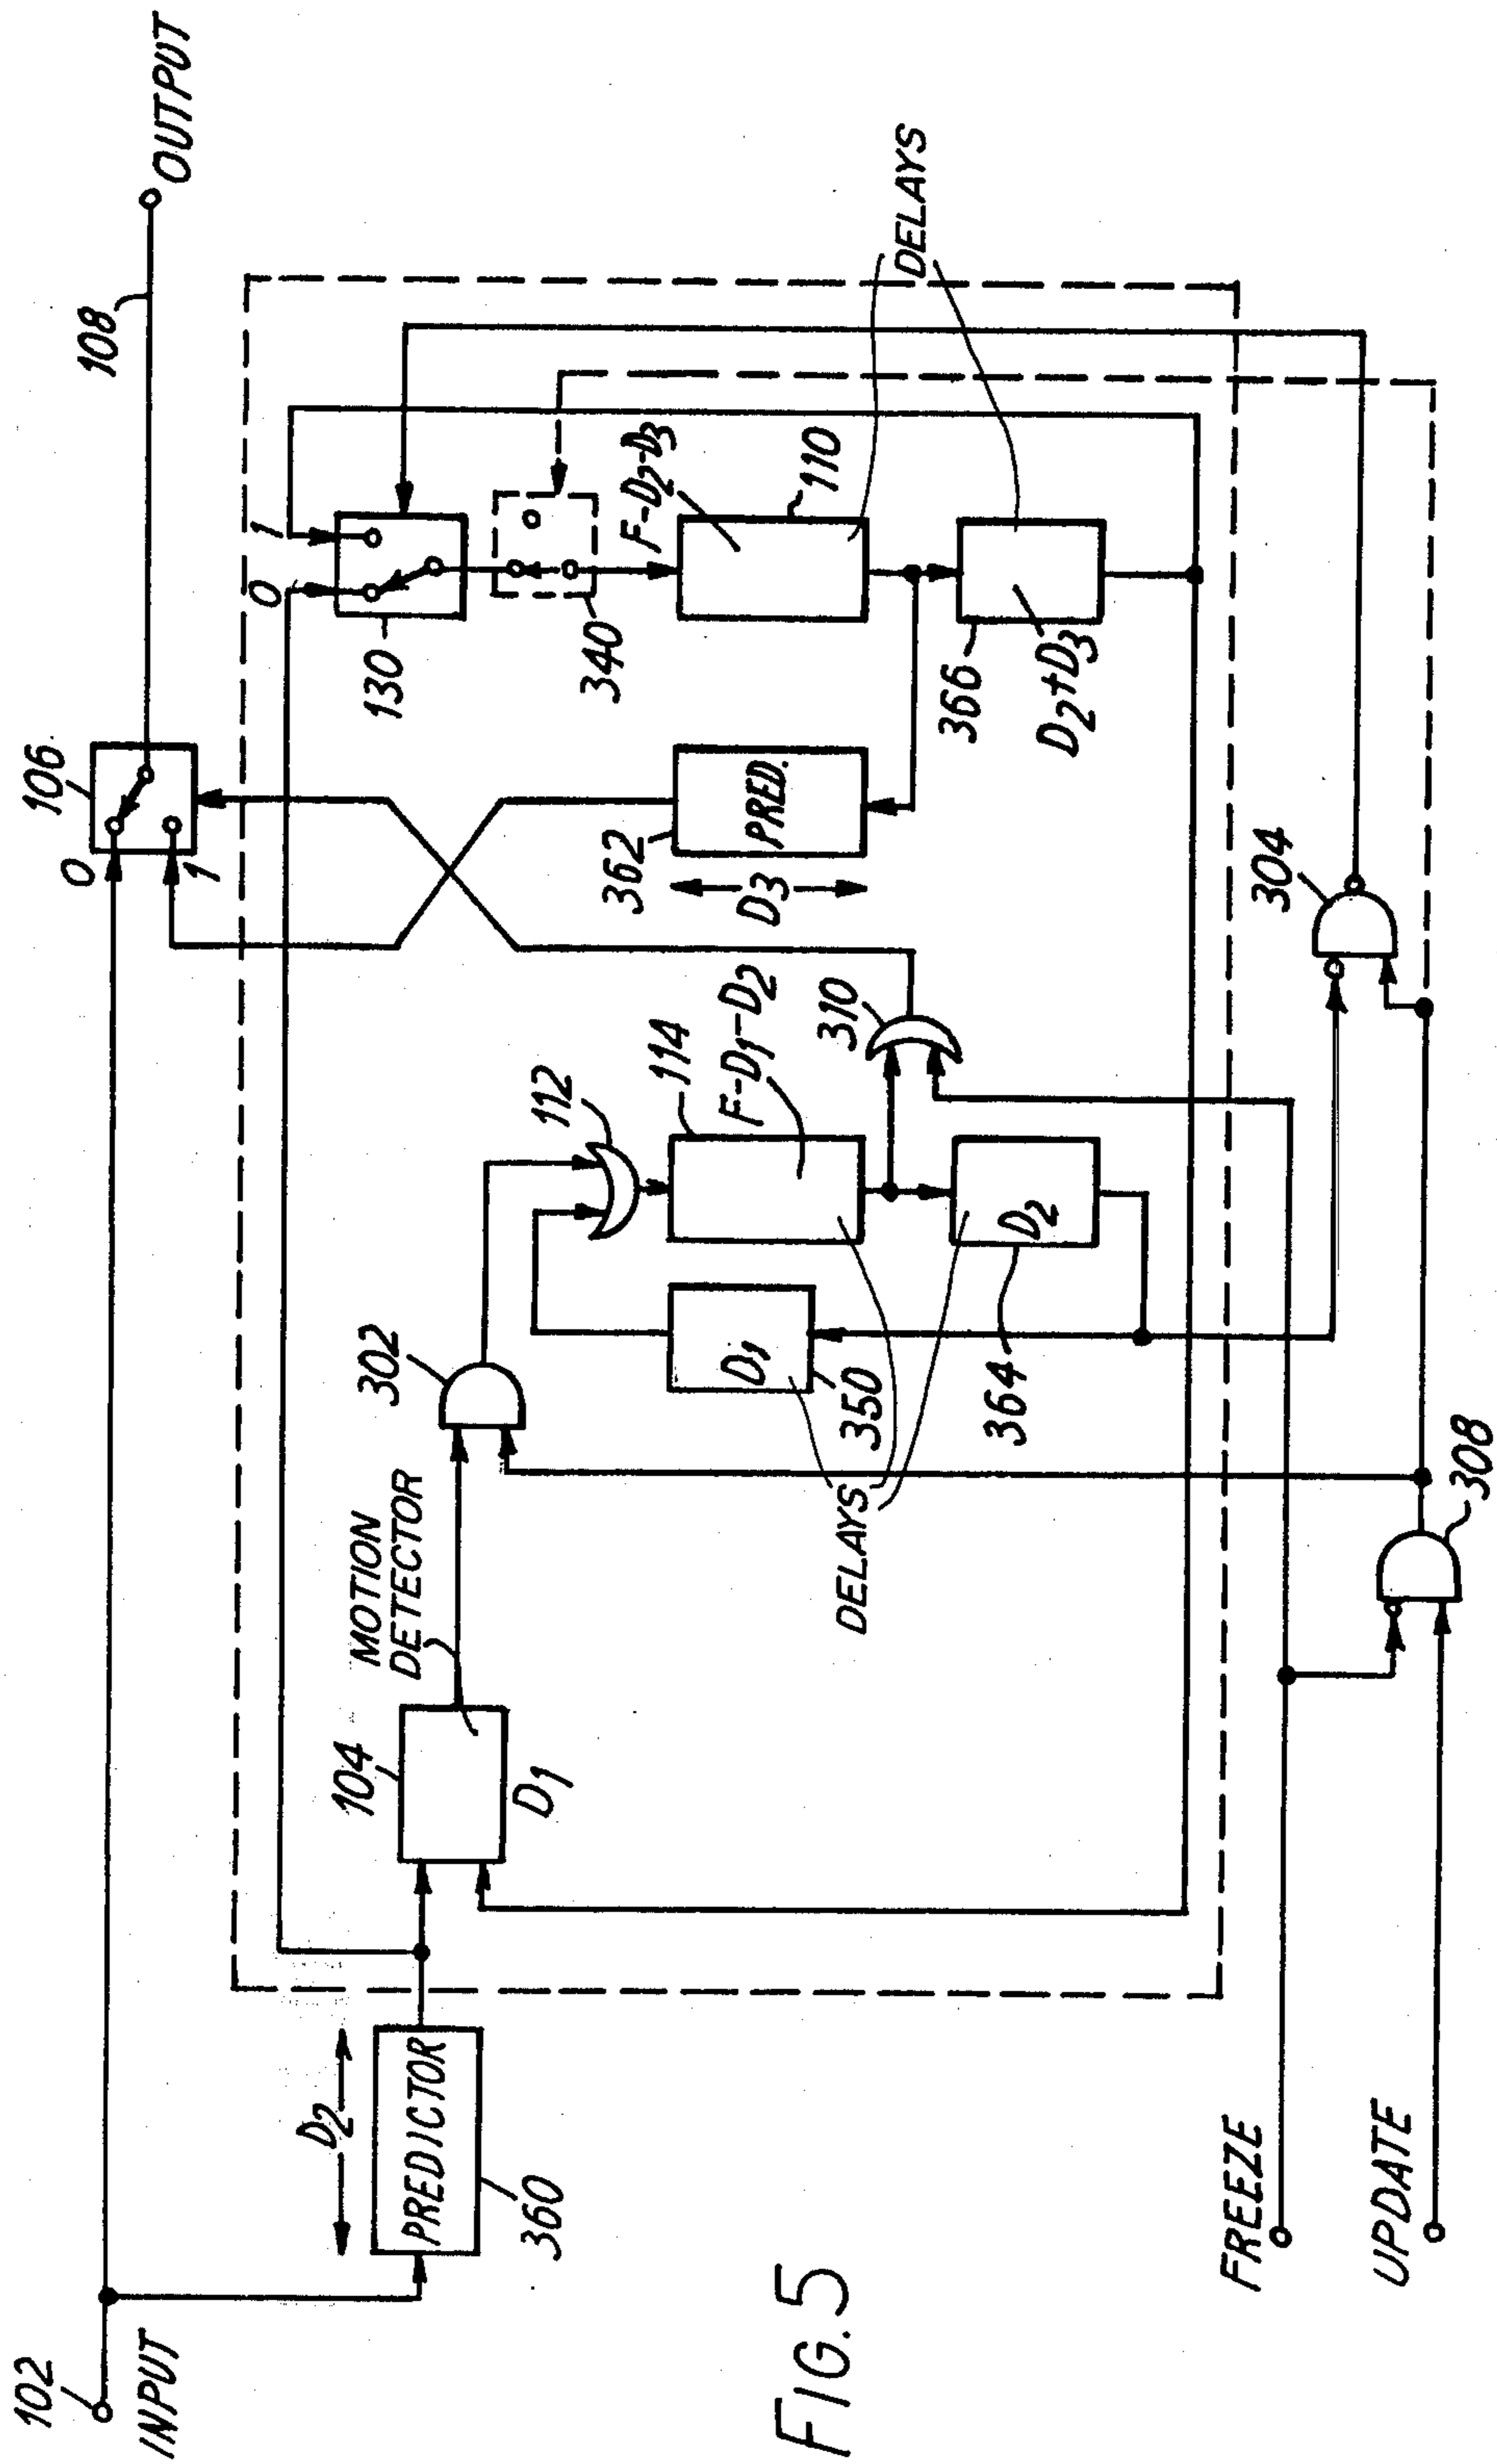 102
INPUT
106
0
1
108
OUTPUT
D2
PREDICTOR
360
104
D1
MOTION
DETECTOR
302
112
114
F-D1-D2
D1
350
D2
364
DELAYS
310
362
PRED.
D3
0
1
130
340
F-D2-D3
110
366
D2+D3
DELAYS
304
308
FREEZE
UPDATE
FIG. 5